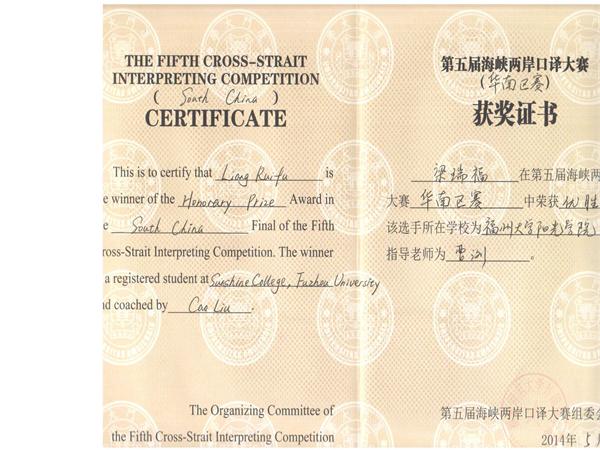 THE FIFTH CROSS-STRAIT
INTERPRETING COMPETITION
( South China )
CERTIFICATE
This is to certify that Liang Ruifu is
e winner of the Honorary Prize Award in
e South China Final of the Fifth
ross-Strait Interpreting Competition. The winner
a registered student at Sunshine College, Fuzhou University
nd coached by Cao Liu.
The Organizing Committee of
the Fifth Cross-Strait Interpreting Competition
第五届海峡两岸口译大赛
(华南区赛)
获奖证书
梁瑞福 在第五届海峡两
大赛 华南区赛 中荣获 优胜
该选手所在学校为 福州大学阳光学院
指导老师为 曹浏 。
第五届海峡两岸口译大赛组委会
2014年 5 月